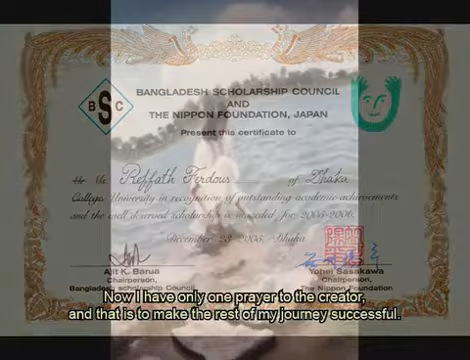 BANGLADESH SCHOLARSHIP COUNCIL
AND
THE NIPPON FOUNDATION, JAPAN
B S C
Present this certificate to
Mr. Ms. Reffath Ferdous of Dhaka
College, University in recognition of outstanding academic achievements
and the well deserved scholarship is awarded for 2005-2006.
December 23, 2005, Dhaka
Ajit K. Barua
Chairperson,
Bangladesh scholarship Council
Yohei Sasakawa
Chairperson,
The Nippon Foundation
Now I have only one prayer to the creator,
and that is to make the rest of my journey successful.